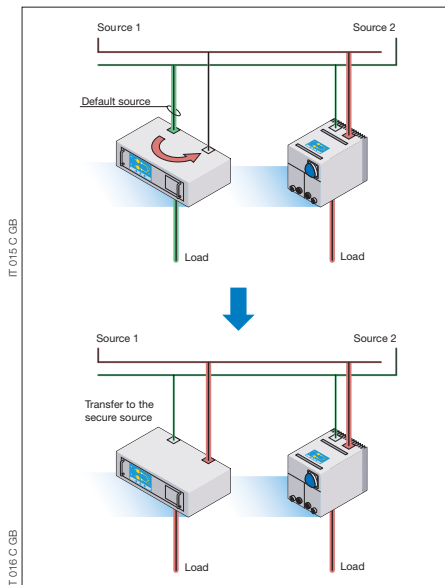 Source 1
Source 2
Default source
Load
Load
IT 015 C GB
Source 1
Source 2
Transfer to the
secure source
Load
Load
IT 016 C GB